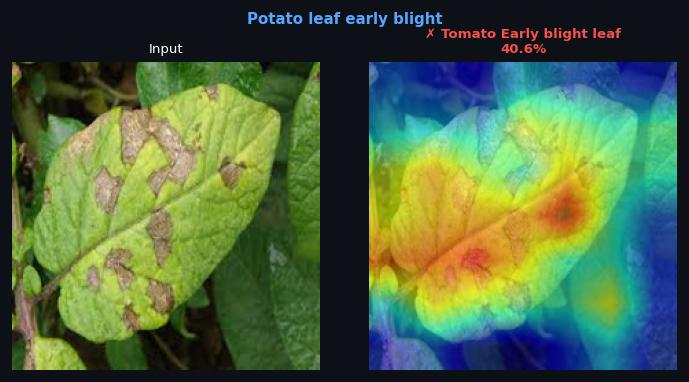 Potato leaf early blight
Input
✗ Tomato Early blight leaf
40.6%